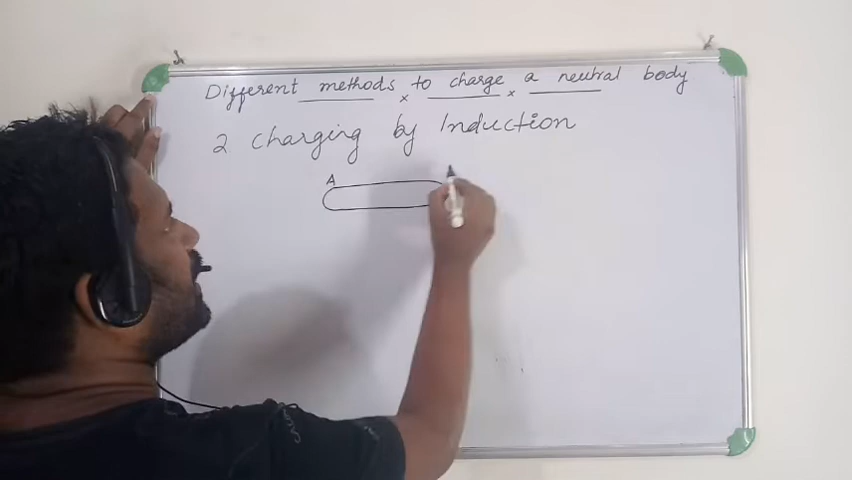 Different methods to charge a neutral body
2 charging by Induction
A